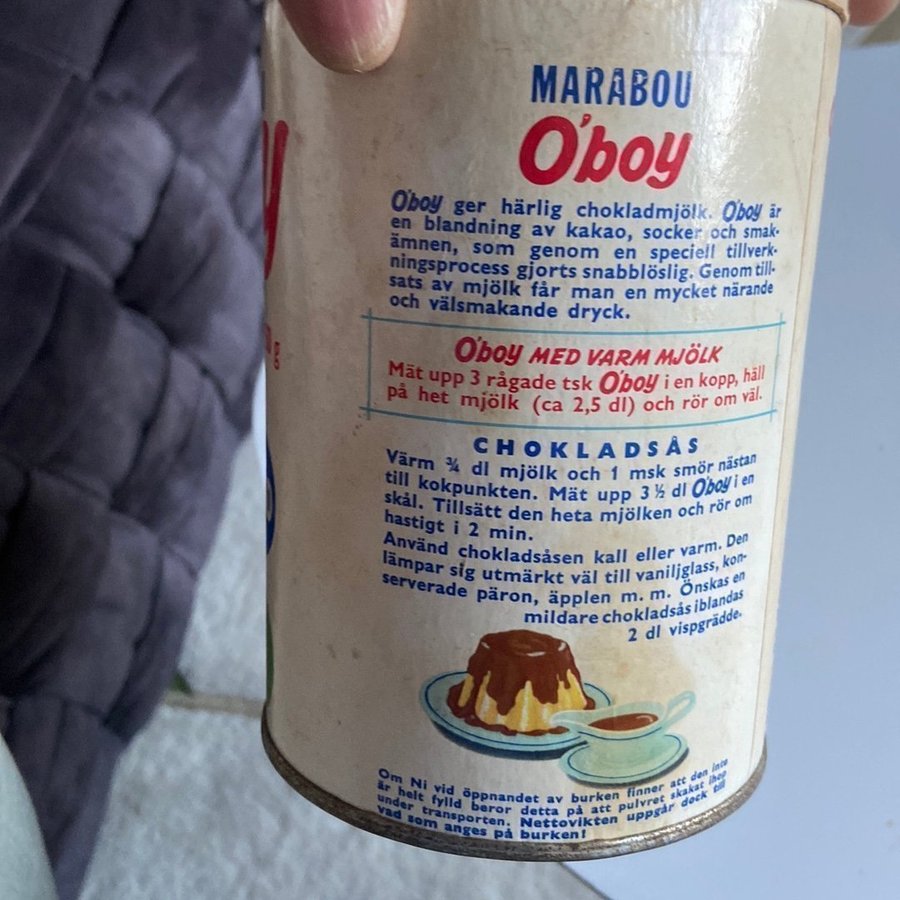 MARABOU
O'boy
O'boy ger härlig chokladmjölk. O'boy är
en blandning av kakao, socker och smak-
ämnen, som genom en speciell tillverk-
ningsprocess gjorts snabblöslig. Genom till-
sats av mjölk får man en mycket närande
och välsmakande dryck.
O'boy MED VARM MJÖLK
Mät upp 3 rågade tsk O'boy i en kopp, häll
på het mjölk (ca 2,5 dl) och rör om väl.
CHOKLADSÅS
Värm ¾ dl mjölk och 1 msk smör nästan
till kokpunkten. Mät upp 3 ½ dl O'boy i en
skål. Tillsätt den heta mjölken och rör om
hastigt i 2 min.
Använd chokladsåsen kall eller varm. Den
lämpar sig utmärkt väl till vaniljglass, kon-
serverade päron, äpplen m. m. Önskas en
mildare chokladsås iblandas
2 dl vispgrädde.
Om Ni vid öppnandet av burken finner att den inte
är helt fylld beror detta på att pulvret skakat ihop
under transporten. Nettovikten uppgår dock till
vad som anges på burken!